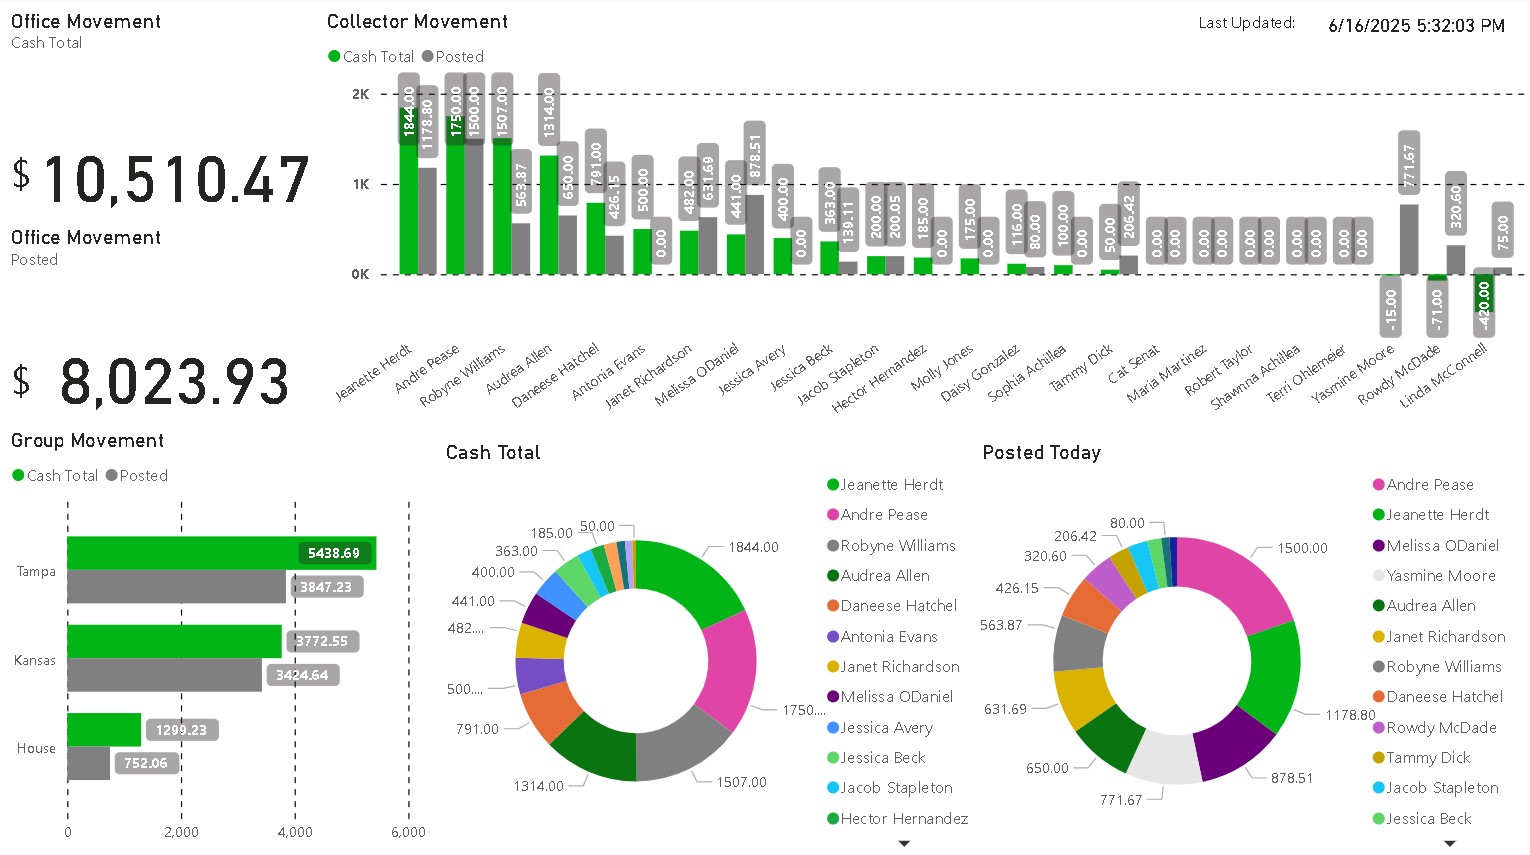 Office Movement
Cash Total
$ 10,510.47
Office Movement
Posted
$ 8,023.93
Collector Movement
Last Updated: 6/16/2025 5:32:03 PM
Cash Total Posted
2K
1K
0K
1844.00 1178.80 1750.00 1500.00 1507.00 563.87 1314.00 650.00 791.00 426.15 500.00 0.00 482.00 631.69 441.00 878.51 400.00 0.00 363.00 139.11 200.00 200.05 185.00 0.00 175.00 0.00 116.00 80.00 100.00 0.00 50.00 206.42 0.00 0.00 0.00 0.00 0.00 0.00 0.00 0.00 0.00 0.00 -15.00 771.67 -71.00 320.60 -420.00 75.00
Jeanette Herdt
Andre Pease
Robyne Williams
Audrea Allen
Daneese Hatchel
Antonia Evans
Janet Richardson
Melissa ODaniel
Jessica Avery
Jessica Beck
Jacob Stapleton
Hector Hernandez
Molly Jones
Daisy Gonzalez
Sophia Achillea
Tammy Dick
Cat Senat
Maria Martinez
Robert Taylor
Shawnna Achillea
Terri Ohlemeier
Yasmine Moore
Rowdy McDade
Linda McConnell
Group Movement
Cash Total Posted
Tampa
5438.69
3847.23
Kansas
3772.55
3424.64
House
1299.23
752.06
0 2,000 4,000 6,000
Cash Total
50.00
185.00
363.00
400.00
441.00
482....
500....
791.00
1314.00
1507.00
1750....
1844.00
Jeanette Herdt
Andre Pease
Robyne Williams
Audrea Allen
Daneese Hatchel
Antonia Evans
Janet Richardson
Melissa ODaniel
Jessica Avery
Jessica Beck
Jacob Stapleton
Hector Hernandez
Posted Today
80.00
206.42
320.60
426.15
563.87
631.69
650.00
771.67
878.51
1178.80
1500.00
Andre Pease
Jeanette Herdt
Melissa ODaniel
Yasmine Moore
Audrea Allen
Janet Richardson
Robyne Williams
Daneese Hatchel
Rowdy McDade
Tammy Dick
Jacob Stapleton
Jessica Beck